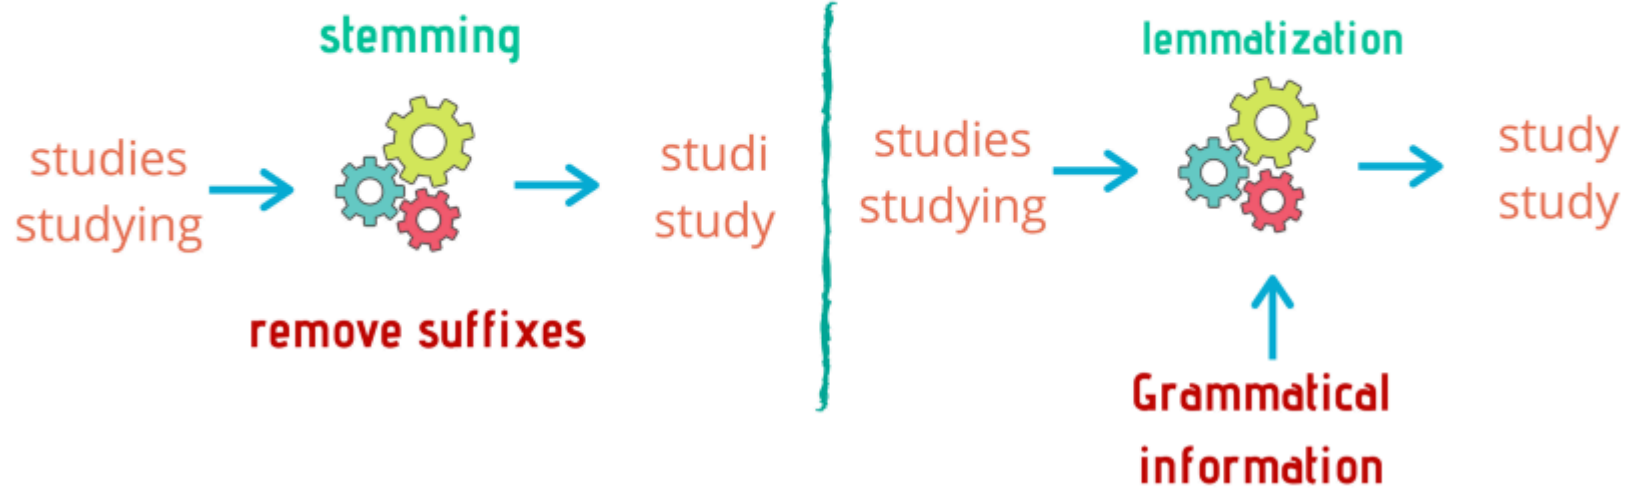 stemming
studies
studying
studi
study
remove suffixes
lemmatization
studies
studying
study
study
Grammatical
information